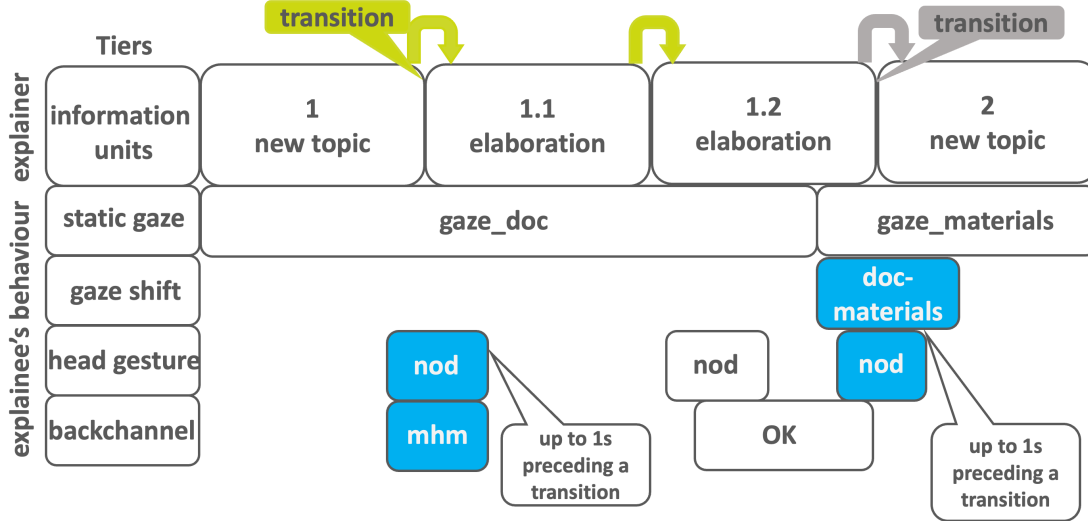 transition
transition
Tiers
explainer
information
units
1
new topic
1.1
elaboration
1.2
elaboration
2
new topic
explainee's behaviour
static gaze
gaze_doc
gaze_materials
gaze shift
doc-
materials
head gesture
nod
nod
nod
backchannel
mhm
OK
up to 1s
preceding a
transition
up to 1s
preceding a
transition